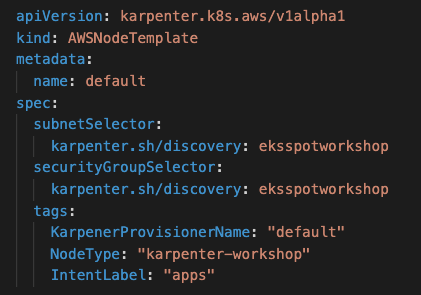 apiVersion: karpenter.k8s.aws/v1alpha1
kind: AWSNodeTemplate
metadata:
  name: default
spec:
  subnetSelector:
    karpenter.sh/discovery: eksspotworkshop
  securityGroupSelector:
    karpenter.sh/discovery: eksspotworkshop
  tags:
    KarpenerProvisionerName: "default"
    NodeType: "karpenter-workshop"
    IntentLabel: "apps"